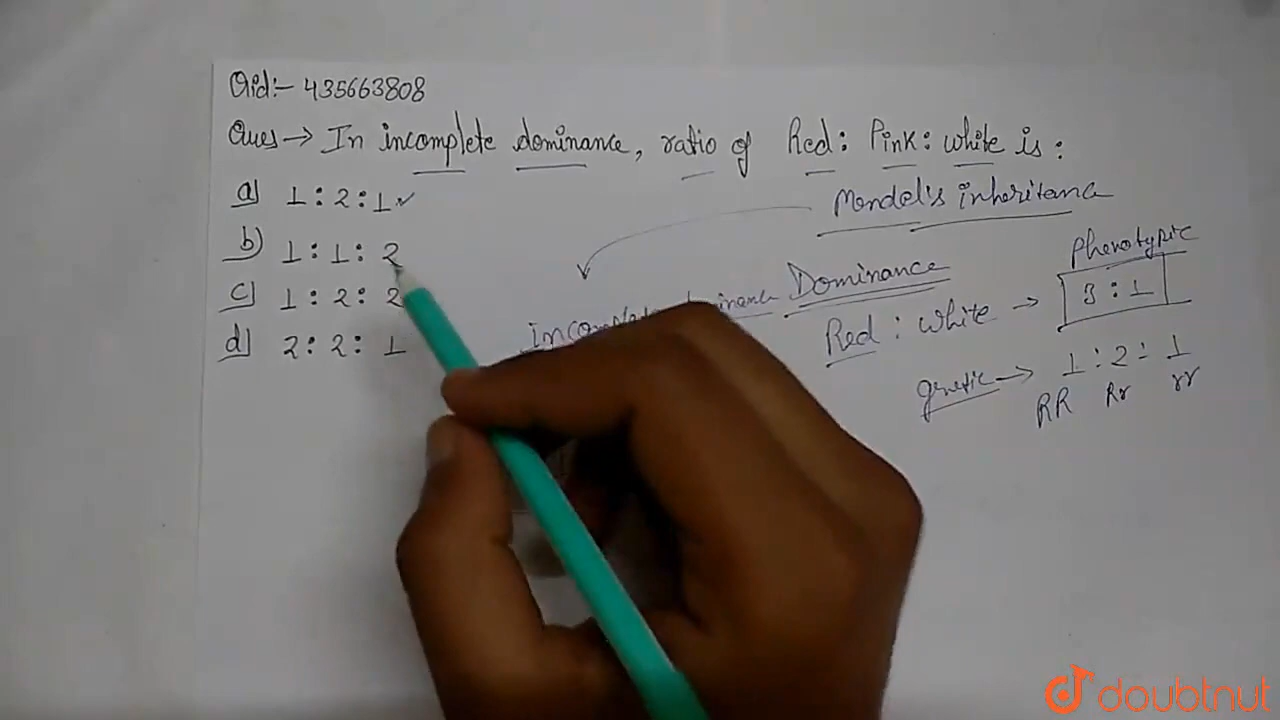 Qid:- 435663808
Ques → In incomplete dominance, ratio of Red : Pink : white is :
a) 1 : 2 : 1 ✓
b) 1 : 1 : 2
c) 1 : 2 : 2
d) 2 : 2 : 1
Mendel's inheritance
Dominance
Phenotypic
Red : white → 3 : 1
genetic → 1 : 2 : 1
RR Rr rr
doubtnut